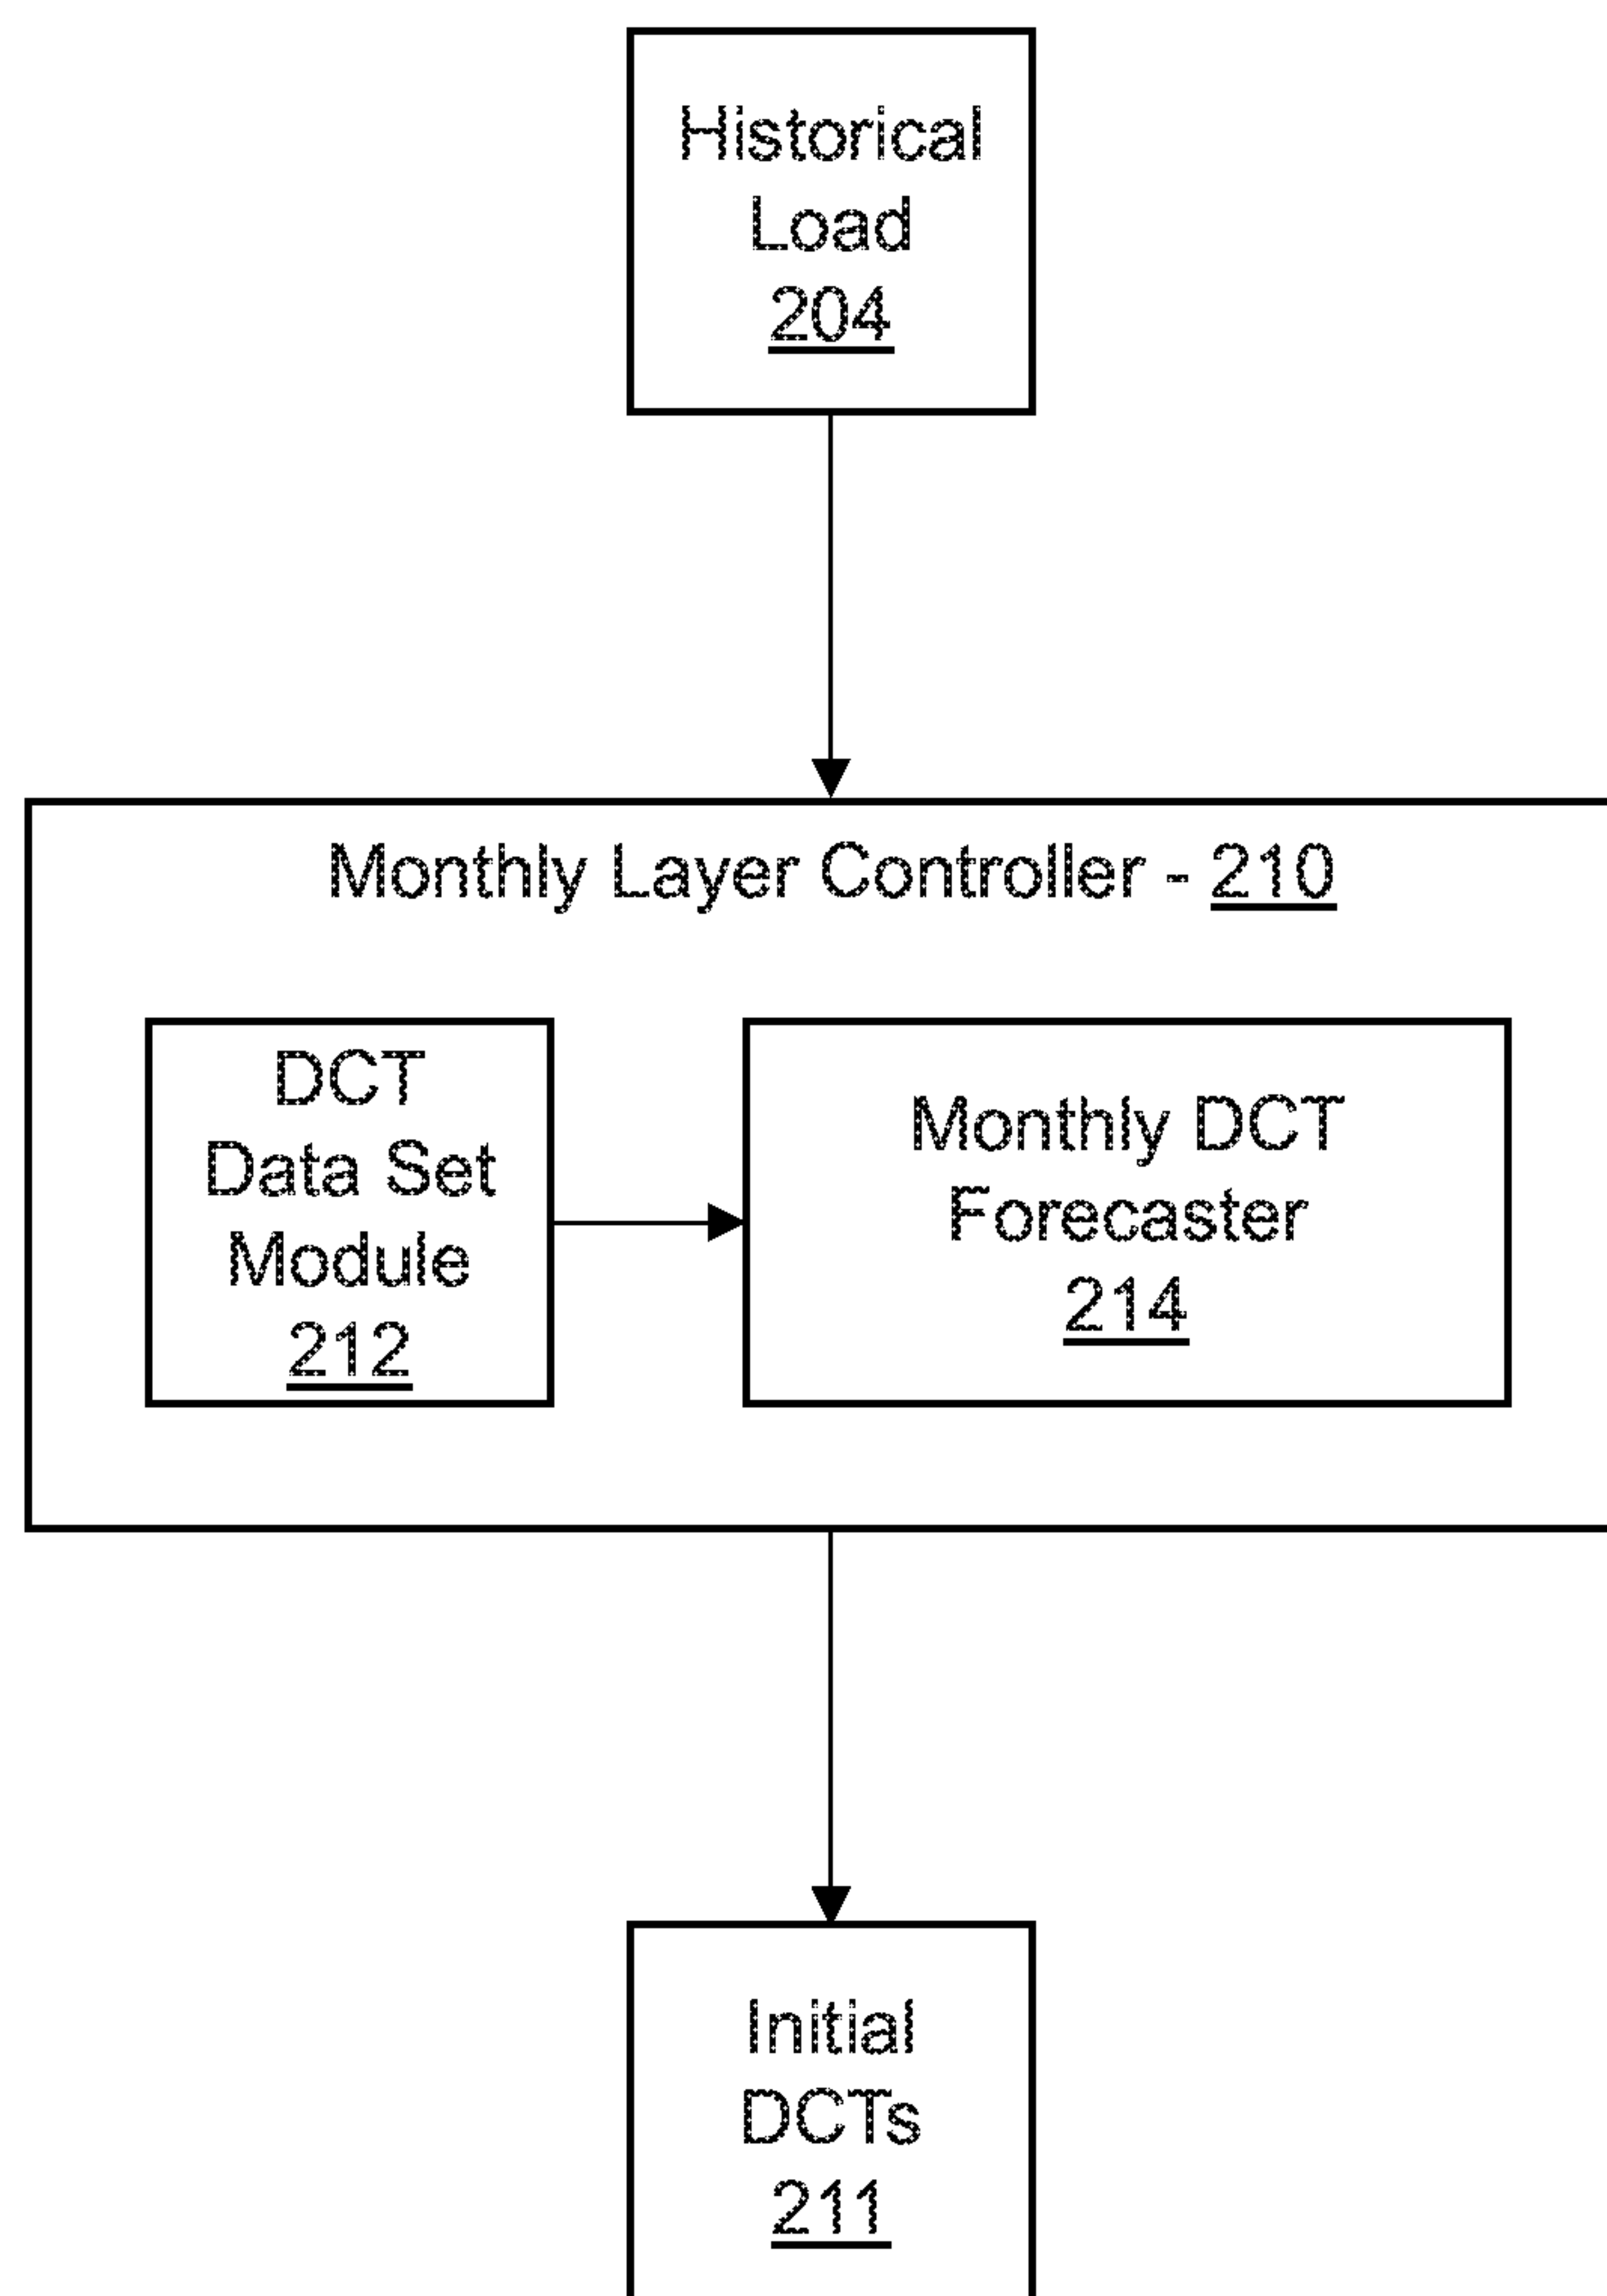 Historical
Load
204
Monthly Layer Controller - 210
DCT
Data Set
Module
212
Monthly DCT
Forecaster
214
Initial
DCTs
211